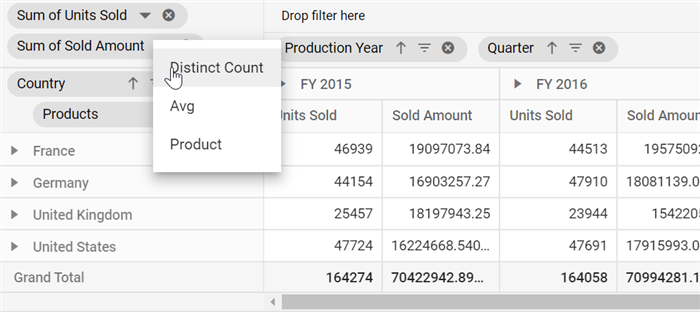 Sum of Units Sold Drop filter here
Sum of Sold Amount Production Year Quarter
Distinct Count
Country FY 2015 FY 2016
Avg
Products Units Sold Sold Amount Units Sold Sold Amou
Product
France 46939 19097073.84 44513 1957509
Germany 44154 16903257.27 47910 18081139.0
United Kingdom 25457 18197943.25 23944 154220
United States 47724 16224668.540... 47691 17915993.0
Grand Total 164274 70422942.89... 164058 70994281.1